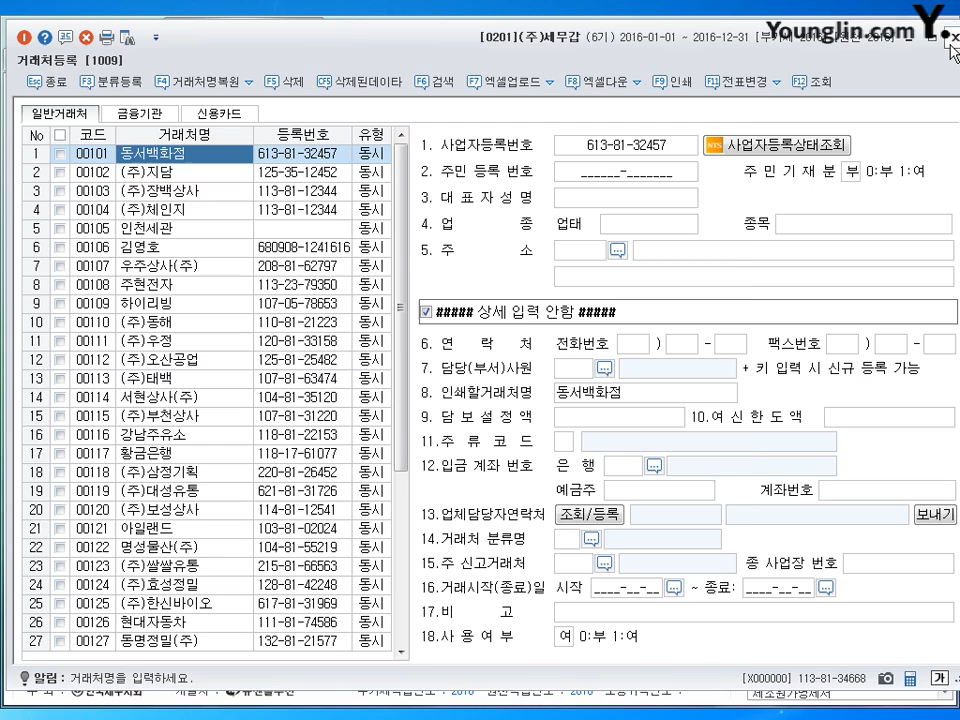 Younglin.com Y.
[0201](주)세무갑 (6기) 2016-01-01 ~ 2016-12-31
거래처등록 [1009]
Esc 종료 F3 분류등록 F4 거래처명복원 F5 삭제 CF5 삭제된데이타 F6 검색 F7 엑셀업로드 F8 엑셀다운 F9 인쇄 F11 전표변경 F12 조회
일반거래처 금융기관 신용카드
No 코드 거래처명 등록번호 유형
1 00101 동서백화점 613-81-32457 동시
2 00102 (주)지담 125-35-12452 동시
3 00103 (주)장백상사 113-81-12344 동시
4 00104 (주)체인지 113-81-12344 동시
5 00105 인천세관 동시
6 00106 김영호 680908-1241616 동시
7 00107 우주상사(주) 208-81-62797 동시
8 00108 주현전자 113-23-79350 동시
9 00109 하이리빙 107-05-78653 동시
10 00110 (주)동해 110-81-21223 동시
11 00111 (주)우정 120-81-33158 동시
12 00112 (주)오산공업 125-81-25482 동시
13 00113 (주)태백 107-81-63474 동시
14 00114 서현상사(주) 104-81-35120 동시
15 00115 (주)부천상사 107-81-31220 동시
16 00116 강남주유소 118-81-22153 동시
17 00117 황금은행 118-17-61077 동시
18 00118 (주)삼정기획 220-81-26452 동시
19 00119 (주)대성유통 621-81-31726 동시
20 00120 (주)보성상사 114-81-12541 동시
21 00121 아일랜드 103-81-02024 동시
22 00122 명성물산(주) 104-81-55219 동시
23 00123 (주)쌀쌀유통 215-81-66563 동시
24 00124 (주)효성정밀 128-81-42248 동시
25 00125 (주)한신바이오 617-81-31969 동시
26 00126 현대자동차 111-81-74586 동시
27 00127 동명정밀(주) 132-81-21577 동시
1. 사업자등록번호 613-81-32457 NTS 사업자등록상태조회
2. 주민 등록 번호 ______-_______ 주 민 기 재 분 부 0:부 1:여
3. 대 표 자 성 명
4. 업 종 업태 종목
5. 주 소
##### 상세 입력 안함 #####
6. 연 락 처 전화번호 ) - 팩스번호 ) -
7. 담당(부서)사원 + 키 입력 시 신규 등록 가능
8. 인쇄할거래처명 동서백화점
9. 담 보 설 정 액 10.여 신 한 도 액
11.주 류 코 드
12.입금 계좌 번호 은 행
예금주 계좌번호
13.업체담당자연락처 조회/등록 보내기
14.거래처 분류명
15.주 신고거래처 종 사업장 번호
16.거래시작(종료)일 시작 ____-__-__ ~ 종료: ____-__-__
17.비 고
18.사 용 여 부 여 0:부 1:여
알림: 거래처명을 입력하세요. [X000000] 113-81-34668 가